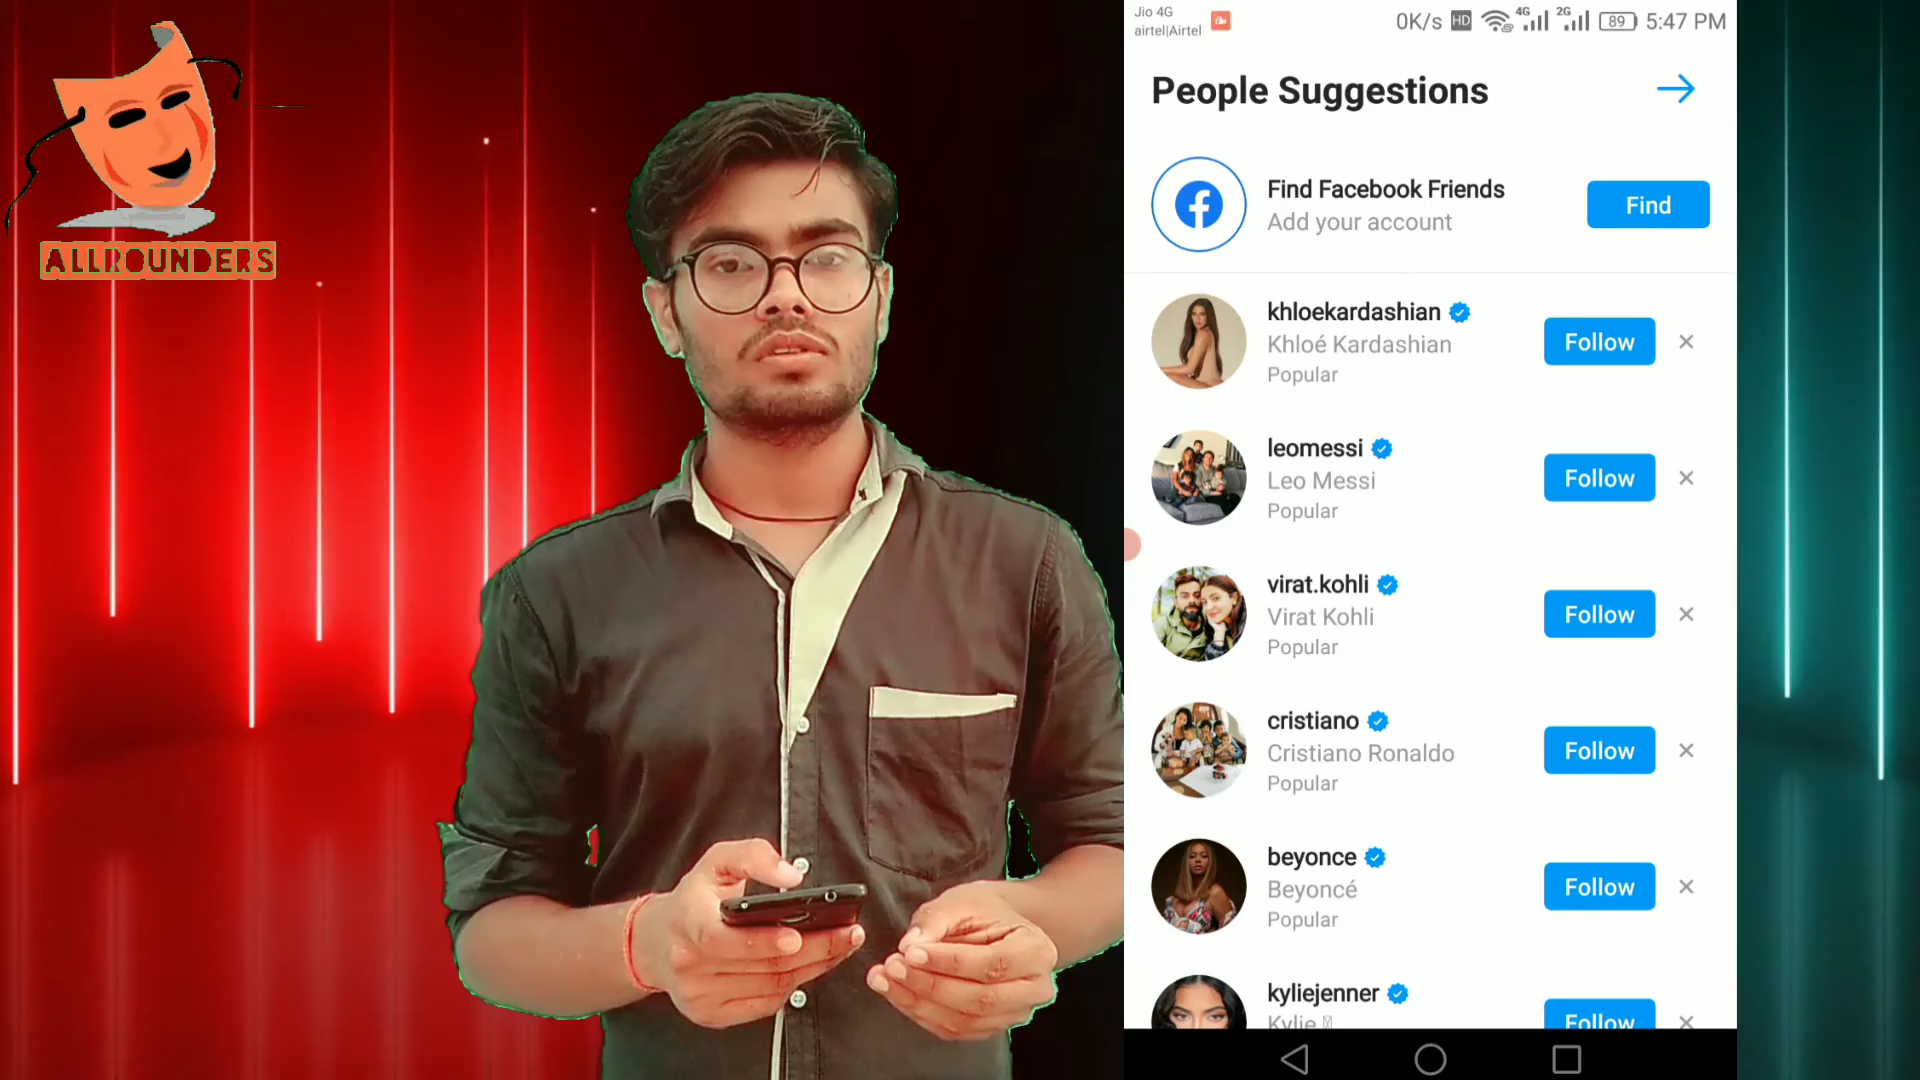 ALLROUNDERS
Jio 4G
airtel|Airtel
0K/s HD 4G 2G 89 5:47 PM
People Suggestions
Find Facebook Friends
Add your account
Find
khloekardashian
Khloé Kardashian
Popular
Follow
leomessi
Leo Messi
Popular
Follow
virat.kohli
Virat Kohli
Popular
Follow
cristiano
Cristiano Ronaldo
Popular
Follow
beyonce
Beyoncé
Popular
Follow
kyliejenner
Kylie
Follow